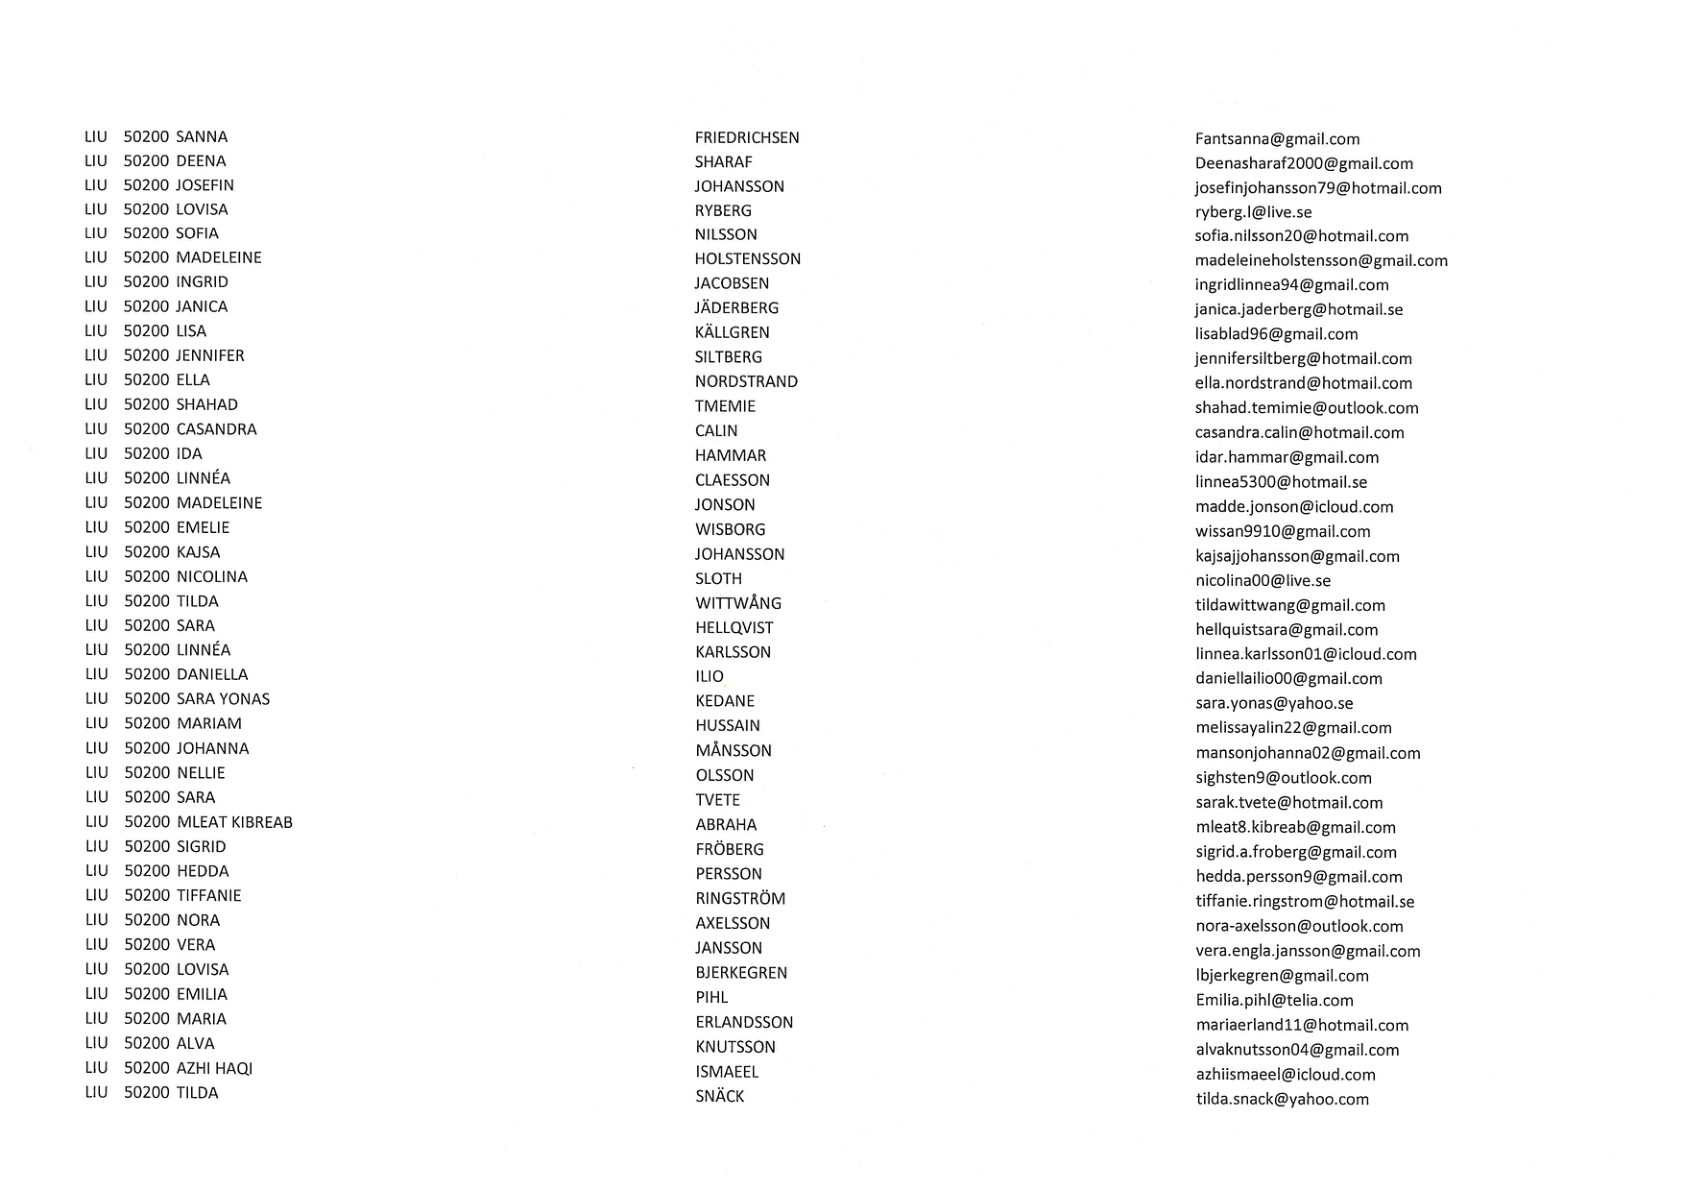 LIU 50200 SANNA FRIEDRICHSEN Fantsanna@gmail.com
LIU 50200 DEENA SHARAF Deenasharaf2000@gmail.com
LIU 50200 JOSEFIN JOHANSSON josefinjohansson79@hotmail.com
LIU 50200 LOVISA RYBERG ryberg.l@live.se
LIU 50200 SOFIA NILSSON sofia.nilsson20@hotmail.com
LIU 50200 MADELEINE HOLSTENSSON madeleineholstensson@gmail.com
LIU 50200 INGRID JACOBSEN ingridlinnea94@gmail.com
LIU 50200 JANICA JÄDERBERG janica.jaderberg@hotmail.se
LIU 50200 LISA KÄLLGREN lisablad96@gmail.com
LIU 50200 JENNIFER SILTBERG jennifersiltberg@hotmail.com
LIU 50200 ELLA NORDSTRAND ella.nordstrand@hotmail.com
LIU 50200 SHAHAD TMEMIE shahad.temimie@outlook.com
LIU 50200 CASANDRA CALIN casandra.calin@hotmail.com
LIU 50200 IDA HAMMAR idar.hammar@gmail.com
LIU 50200 LINNÉA CLAESSON linnea5300@hotmail.se
LIU 50200 MADELEINE JONSON madde.jonson@icloud.com
LIU 50200 EMELIE WISBORG wissan9910@gmail.com
LIU 50200 KAJSA JOHANSSON kajsajjohansson@gmail.com
LIU 50200 NICOLINA SLOTH nicolina00@live.se
LIU 50200 TILDA WITTWÅNG tildawittwang@gmail.com
LIU 50200 SARA HELLQVIST hellquistsara@gmail.com
LIU 50200 LINNÉA KARLSSON linnea.karlsson01@icloud.com
LIU 50200 DANIELLA ILIO daniellailio00@gmail.com
LIU 50200 SARA YONAS KEDANE sara.yonas@yahoo.se
LIU 50200 MARIAM HUSSAIN melissayalin22@gmail.com
LIU 50200 JOHANNA MÅNSSON mansonjohanna02@gmail.com
LIU 50200 NELLIE OLSSON sighsten9@outlook.com
LIU 50200 SARA TVETE sarak.tvete@hotmail.com
LIU 50200 MLEAT KIBREAB ABRAHA mleat8.kibreab@gmail.com
LIU 50200 SIGRID FRÖBERG sigrid.a.froberg@gmail.com
LIU 50200 HEDDA PERSSON hedda.persson9@gmail.com
LIU 50200 TIFFANIE RINGSTRÖM tiffanie.ringstrom@hotmail.se
LIU 50200 NORA AXELSSON nora-axelsson@outlook.com
LIU 50200 VERA JANSSON vera.engla.jansson@gmail.com
LIU 50200 LOVISA BJERKEGREN lbjerkegren@gmail.com
LIU 50200 EMILIA PIHL Emilia.pihl@telia.com
LIU 50200 MARIA ERLANDSSON mariaerland11@hotmail.com
LIU 50200 ALVA KNUTSSON alvaknutsson04@gmail.com
LIU 50200 AZHI HAQI ISMAEEL azhiismaeel@icloud.com
LIU 50200 TILDA SNÄCK tilda.snack@yahoo.com